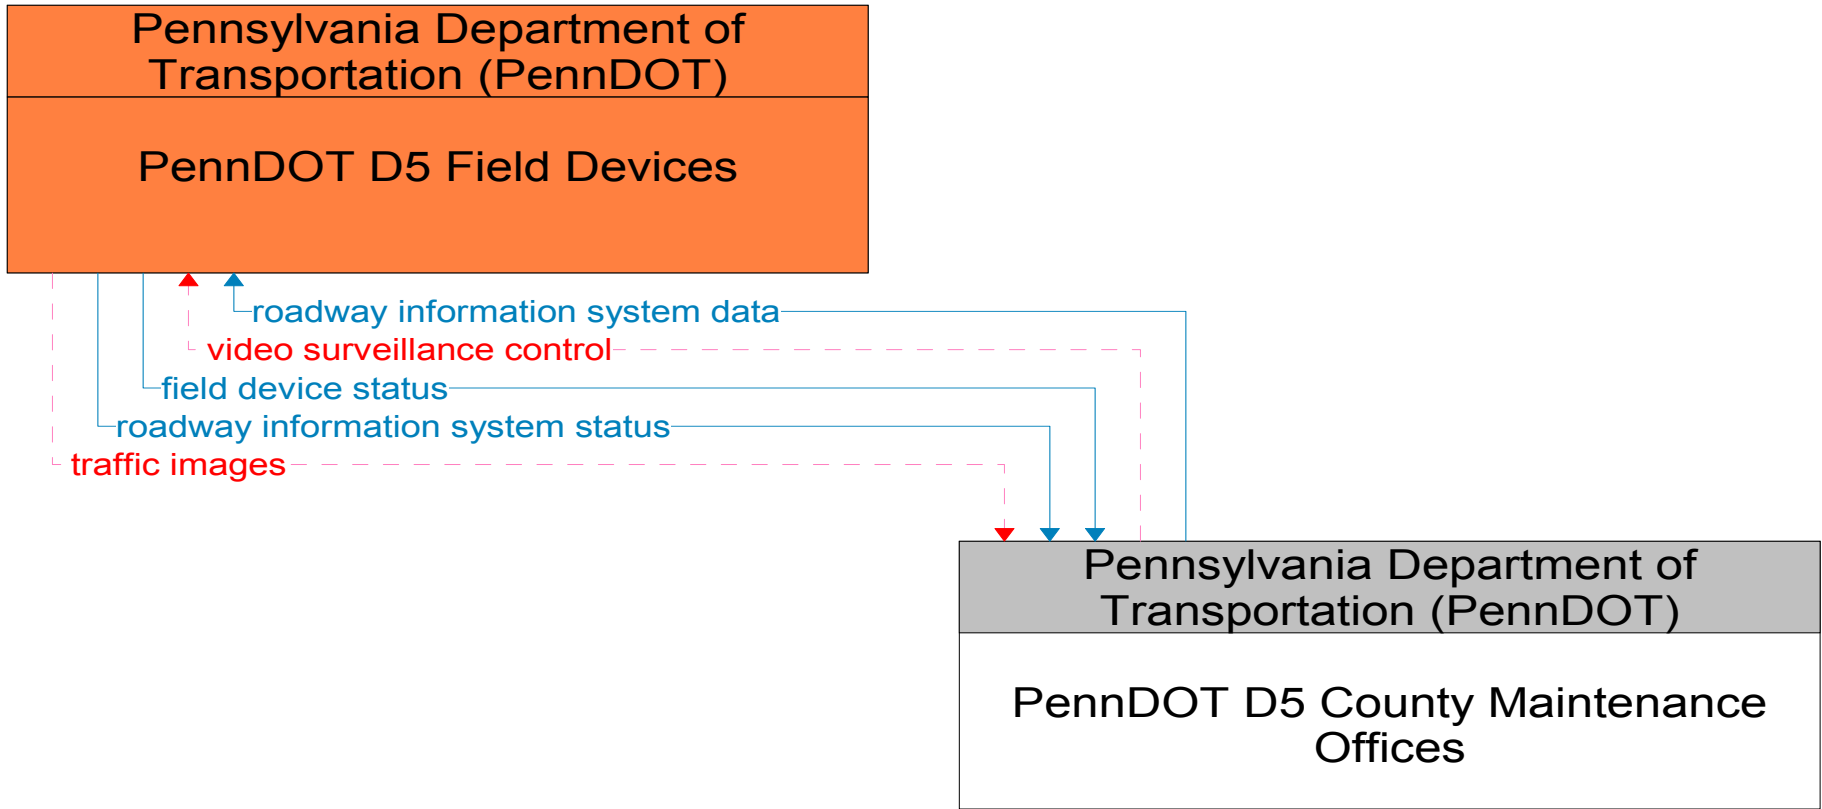 Pennsylvania Department of
Transportation (PennDOT)
PennDOT D5 Field Devices
roadway information system data
video surveillance control
field device status
roadway information system status
traffic images
Pennsylvania Department of
Transportation (PennDOT)
PennDOT D5 County Maintenance
Offices